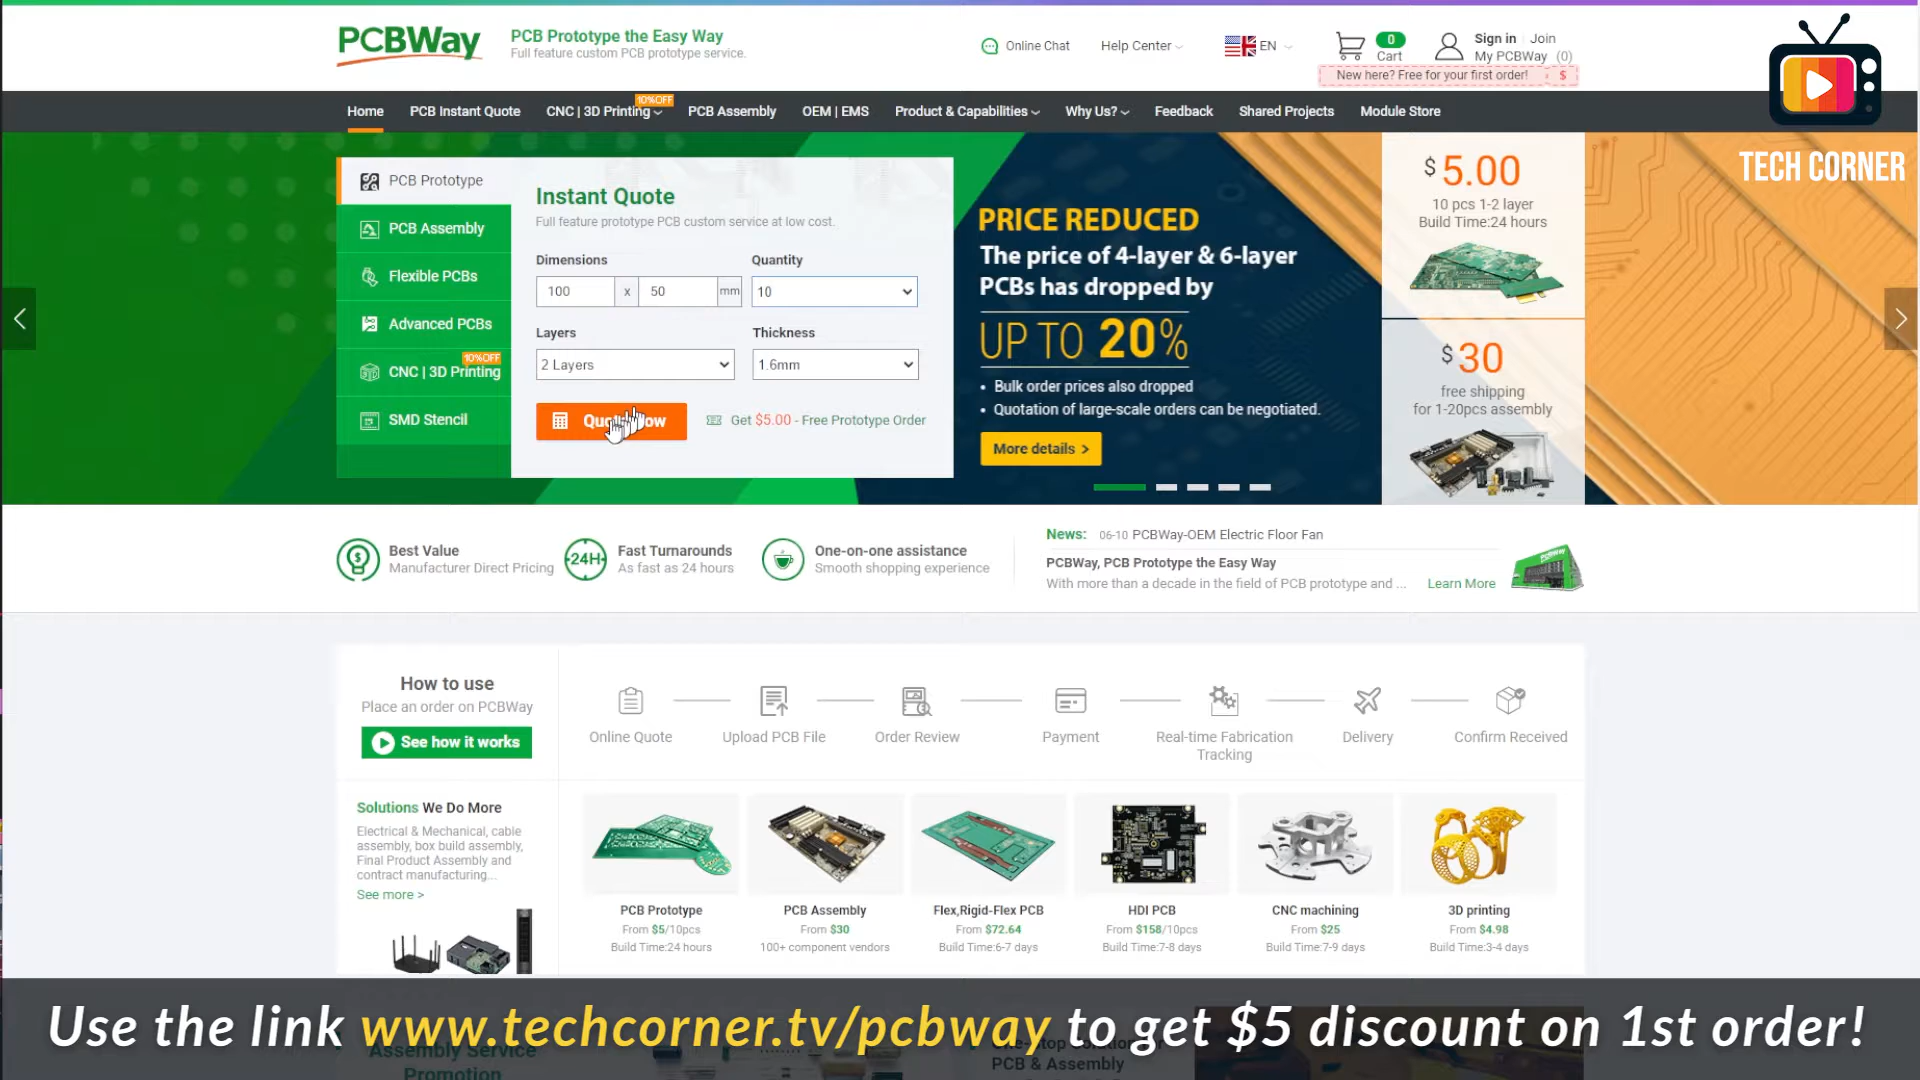 PCBWay
PCB Prototype the Easy Way
Full feature custom PCB prototype service.
Online Chat
Help Center
EN
0
Cart
Sign in
Join
My PCBWay (0)
New here? Free for your first order! $
TECH CORNER
Home
PCB Instant Quote
CNC | 3D Printing
10%OFF
PCB Assembly
OEM | EMS
Product & Capabilities
Why Us?
Feedback
Shared Projects
Module Store
PCB Prototype
PCB Assembly
Flexible PCBs
Advanced PCBs
10%OFF
CNC | 3D Printing
SMD Stencil
Instant Quote
Full feature prototype PCB custom service at low cost.
Dimensions
100 x 50 mm
Quantity
10
Layers
2 Layers
Thickness
1.6mm
Get $5.00 - Free Prototype Order
PRICE REDUCED
The price of 4-layer & 6-layer
PCBs has dropped by
UP TO 20%
• Bulk order prices also dropped
• Quotation of large-scale orders can be negotiated.
More details >
$5.00
10 pcs 1-2 layer
Build Time:24 hours
$30
free shipping
for 1-20pcs assembly
Best Value
Manufacturer Direct Pricing
24H
Fast Turnarounds
As fast as 24 hours
One-on-one assistance
Smooth shopping experience
News: 06-10 PCBWay-OEM Electric Floor Fan
PCBWay, PCB Prototype the Easy Way
With more than a decade in the field of PCB prototype and ... Learn More
How to use
Place an order on PCBWay
See how it works
Online Quote
Upload PCB File
Order Review
Payment
Real-time Fabrication
Tracking
Delivery
Confirm Received
Solutions We Do More
Electrical & Mechanical, cable
assembly, box build assembly,
Final Product Assembly and
contract manufacturing...
See more >
PCB Prototype
From $5/10pcs
Build Time:24 hours
PCB Assembly
From $30
100+ component vendors
Flex,Rigid-Flex PCB
From $72.64
Build Time:6-7 days
HDI PCB
From $158/10pcs
Build Time:7-8 days
CNC machining
From $25
Build Time:7-9 days
3D printing
From $4.98
Build Time:3-4 days
Use the link www.techcorner.tv/pcbway to get $5 discount on 1st order!
Assembly Service
Promotion
PCB & Assembly